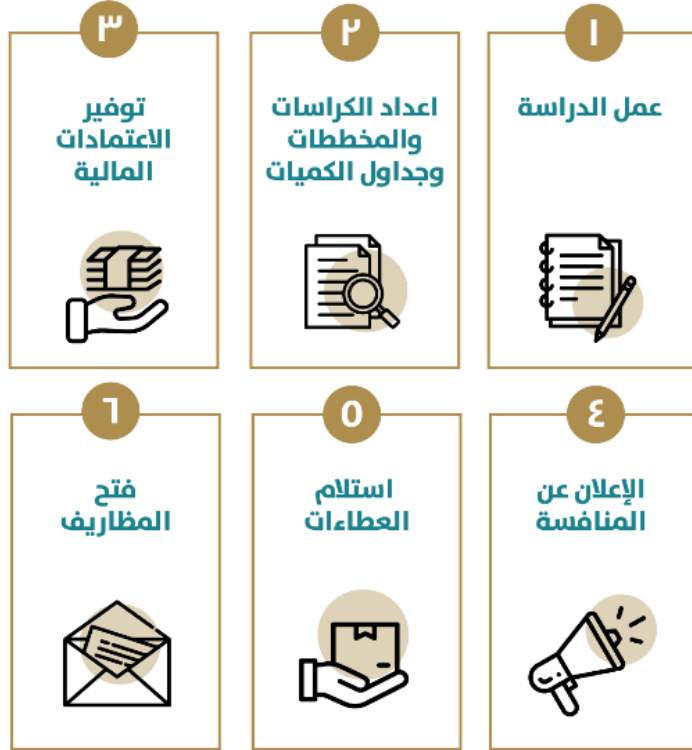 ١
عمل الدراسة
٢
اعداد الكراسات
والمخططات
وجداول الكميات
٣
توفير
الاعتمادات
المالية
٤
الإعلان عن
المنافسة
٥
استلام
العطاءات
٦
فتح
المظاريف